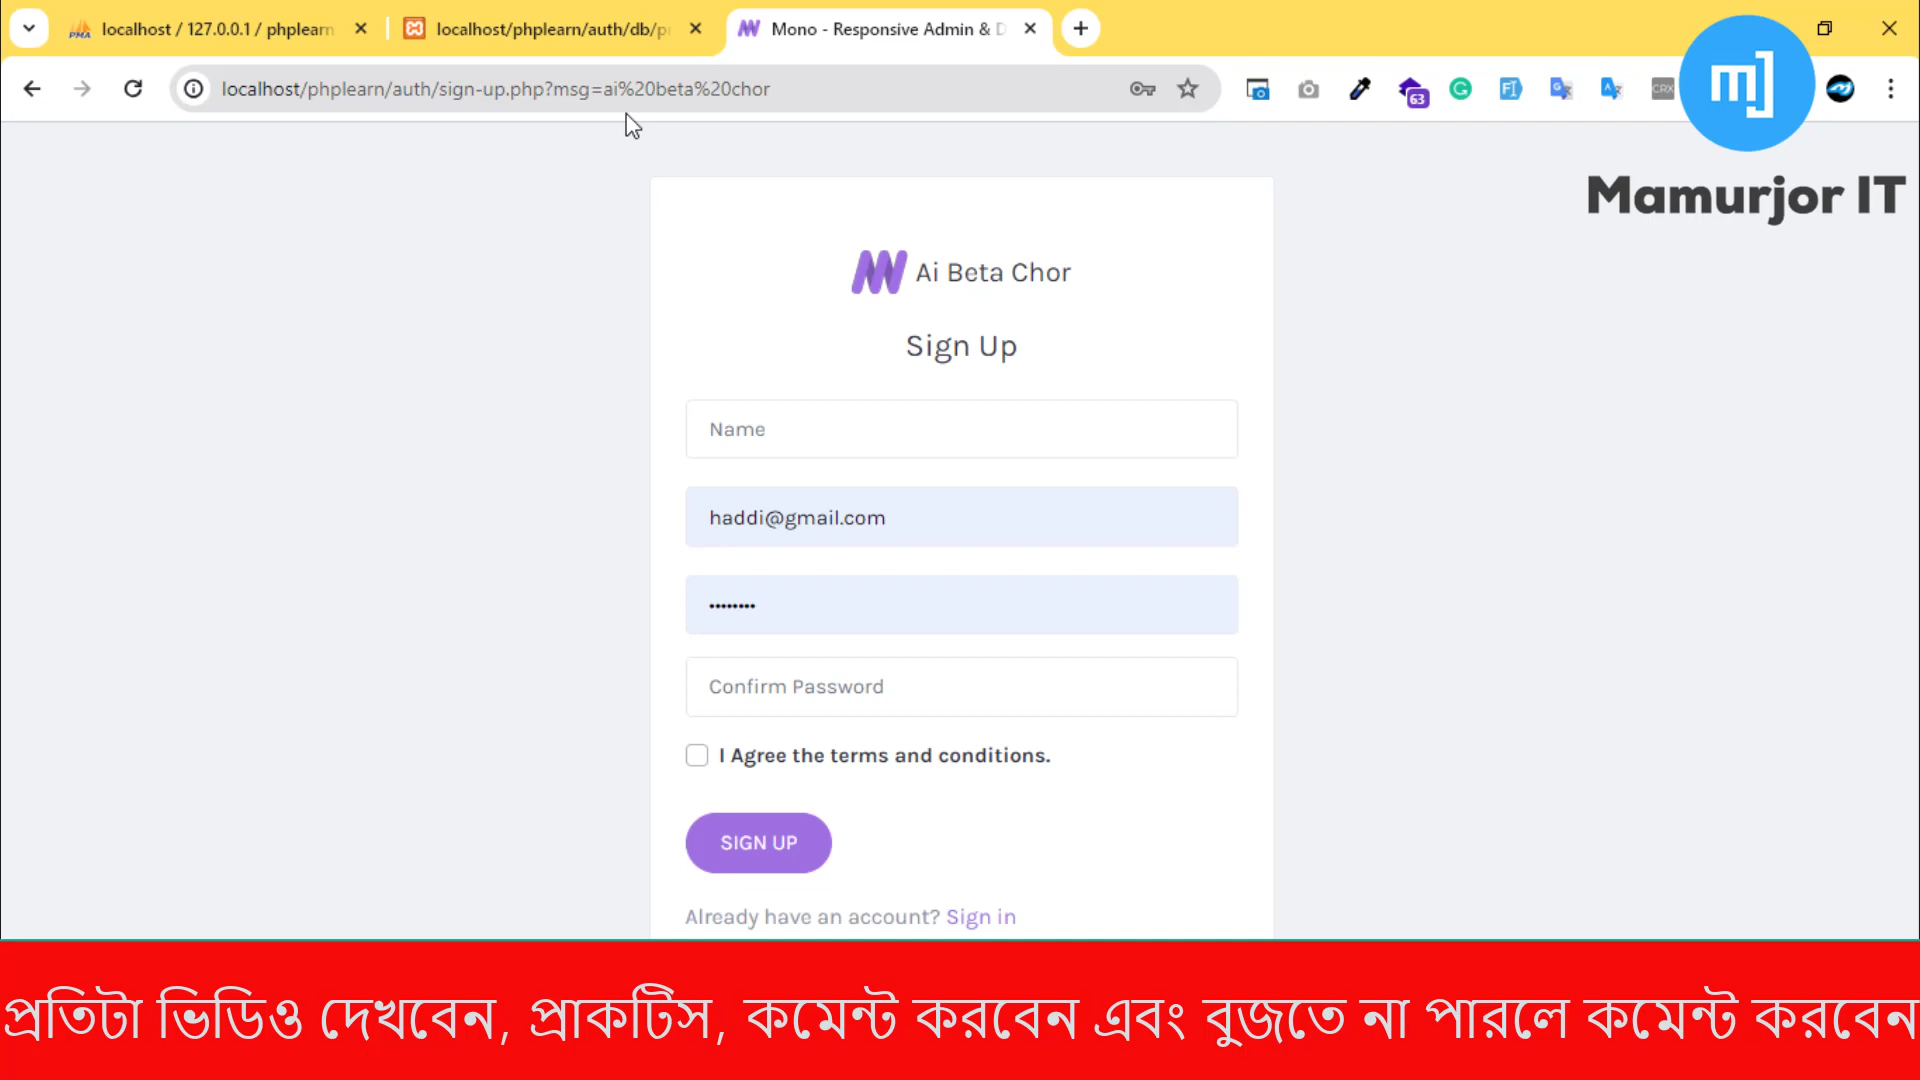 localhost / 127.0.0.1 / phplearn
localhost/phplearn/auth/db/p
Mono - Responsive Admin & D
localhost/phplearn/auth/sign-up.php?msg=ai%20beta%20chor
63
CRX
m]
Mamurjor IT
Ai Beta Chor
Sign Up
Name
haddi@gmail.com
••••••••
Confirm Password
I Agree the terms and conditions.
SIGN UP
Already have an account? Sign in
প্রতিটা ভিডিও দেখবেন, প্রাকটিস, কমেন্ট করবেন এবং বুজতে না পারলে কমেন্ট করবেন